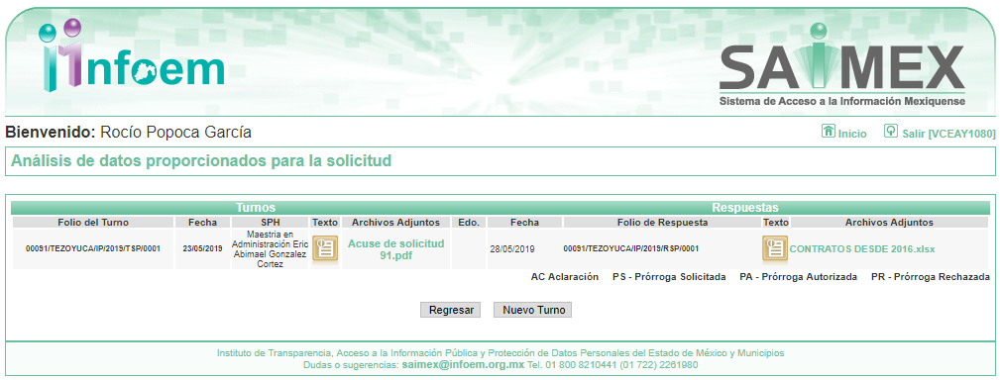 infoem
SAIMEX
Sistema de Acceso a la Información Mexiquense
Bienvenido: Rocío Popoca García
Inicio Salir [VCEAY1080]
Análisis de datos proporcionados para la solicitud
Turnos Respuestas
Folio del Turno Fecha SPH Texto Archivos Adjuntos Edo. Fecha Folio de Respuesta Texto Archivos Adjuntos
00091/TEZOYUCA/IP/2019/TSP/0001 23/05/2019
Maestria en
Administración Eric
Abimael Gonzalez
Cortez
Acuse de solicitud
91.pdf
28/05/2019 00091/TEZOYUCA/IP/2019/RSP/0001 CONTRATOS DESDE 2016.xlsx
AC Aclaración PS - Prórroga Solicitada PA - Prórroga Autorizada PR - Prórroga Rechazada
Regresar Nuevo Turno
Instituto de Transparencia, Acceso a la Información Pública y Protección de Datos Personales del Estado de México y Municipios
Dudas o sugerencias: saimex@infoem.org.mx Tel. 01 800 8210441 (01 722) 2261980